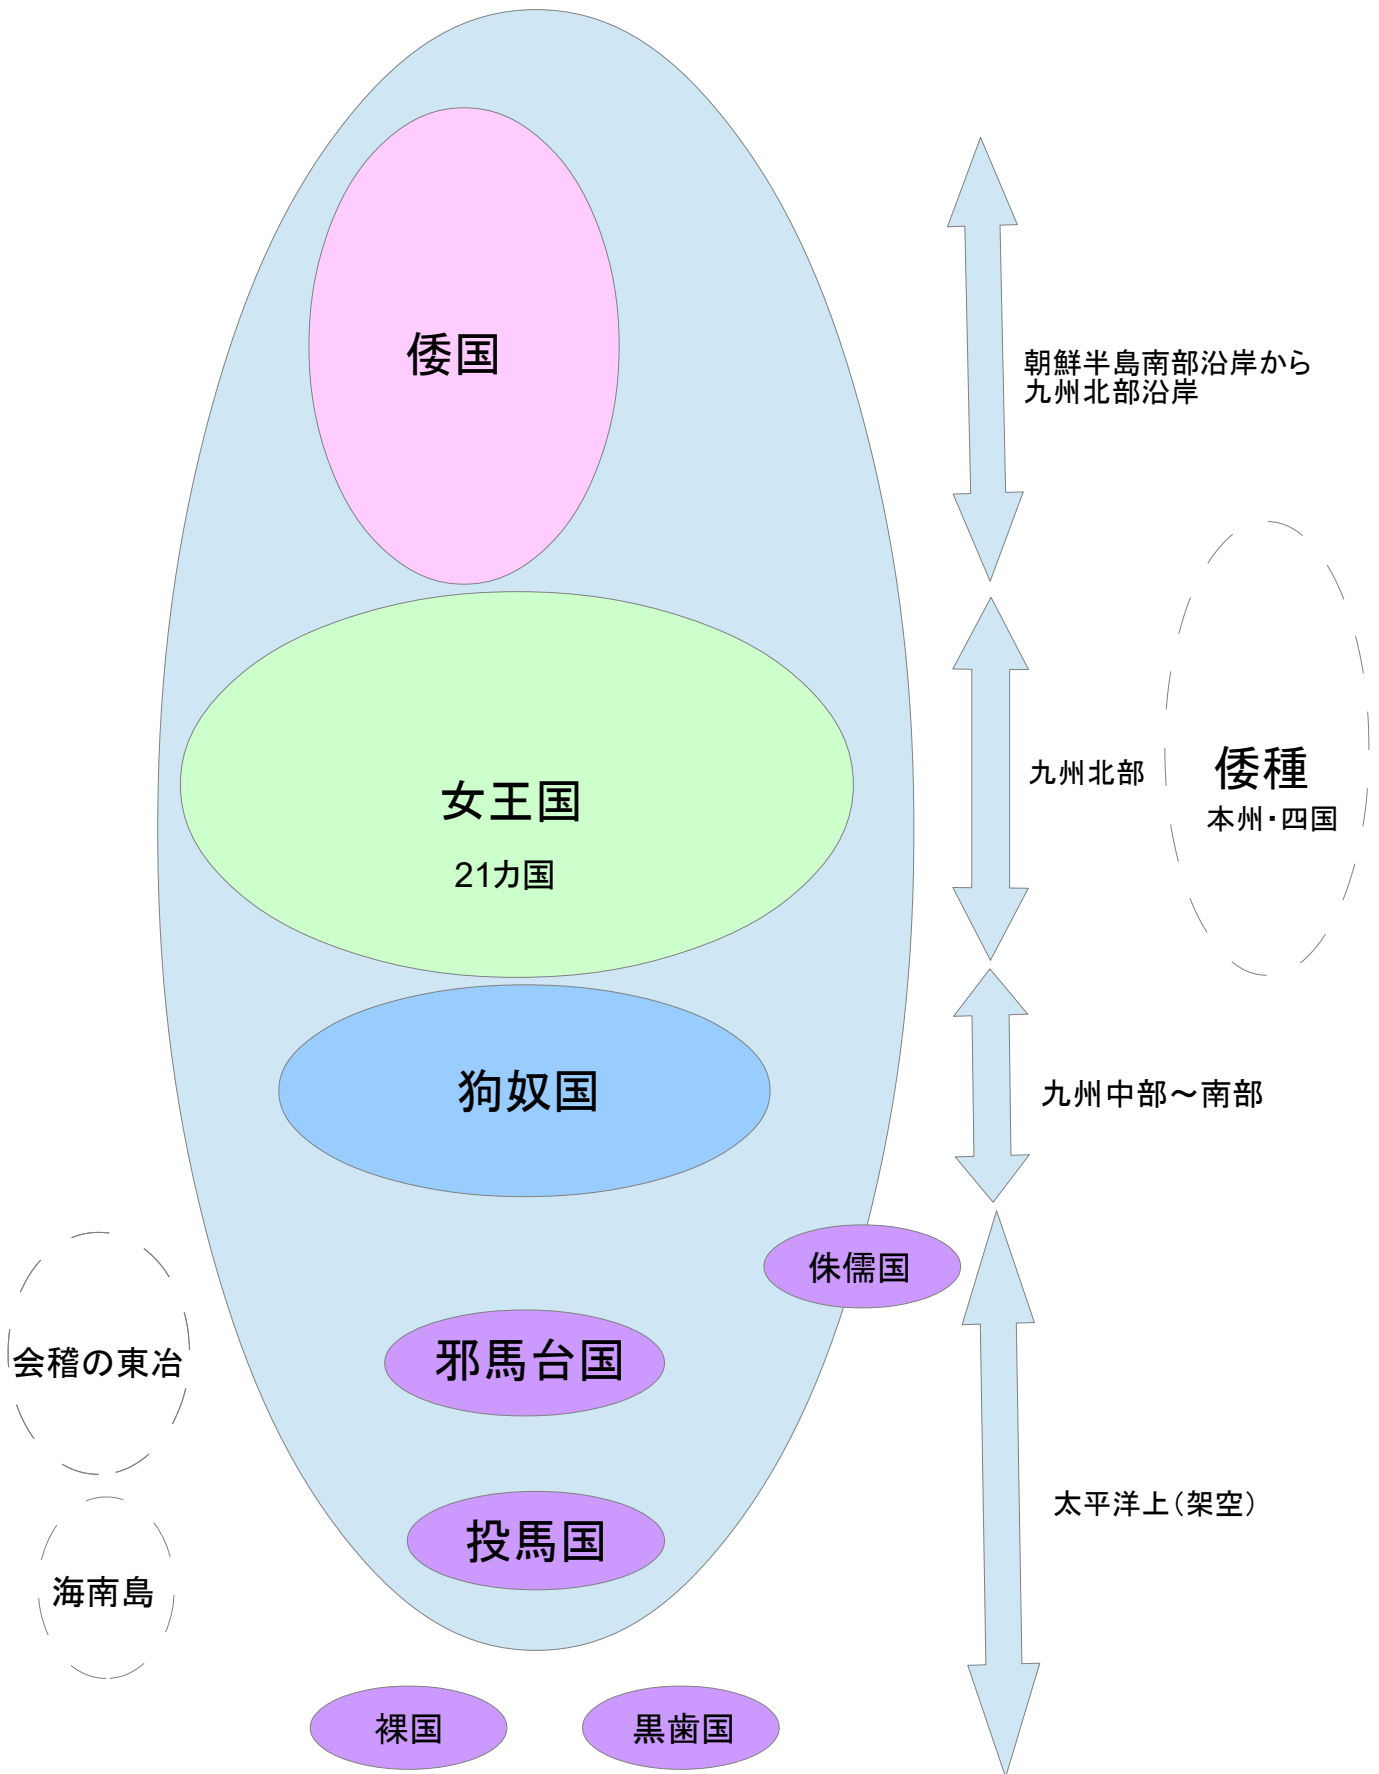 倭国
朝鮮半島南部沿岸から
九州北部沿岸
女王国
21カ国
九州北部
倭種
本州・四国
狗奴国
九州中部～南部
侏儒国
会稽の東冶
邪馬台国
太平洋上（架空）
投馬国
海南島
裸国
黒歯国